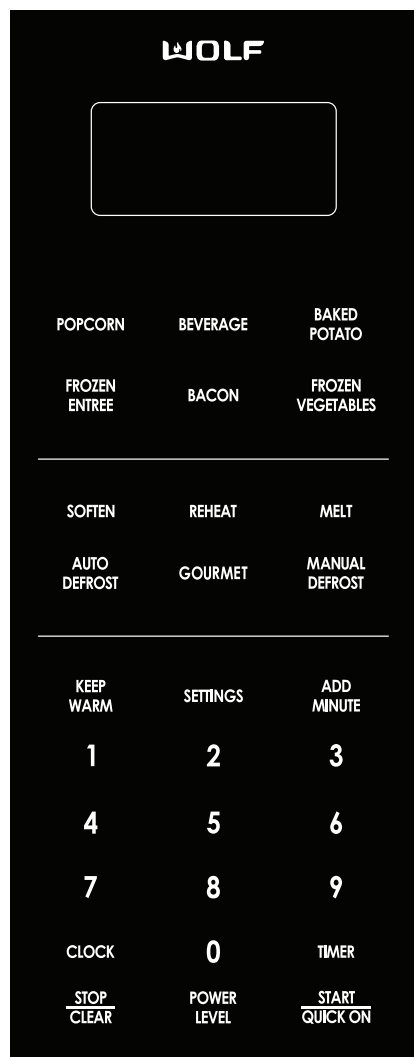 WOLF
POPCORN BEVERAGE BAKED POTATO
FROZEN ENTREE BACON FROZEN VEGETABLES
SOFTEN REHEAT MELT
AUTO DEFROST GOURMET MANUAL DEFROST
KEEP WARM SETTINGS ADD MINUTE
1 2 3
4 5 6
7 8 9
CLOCK 0 TIMER
STOP CLEAR POWER LEVEL START QUICK ON